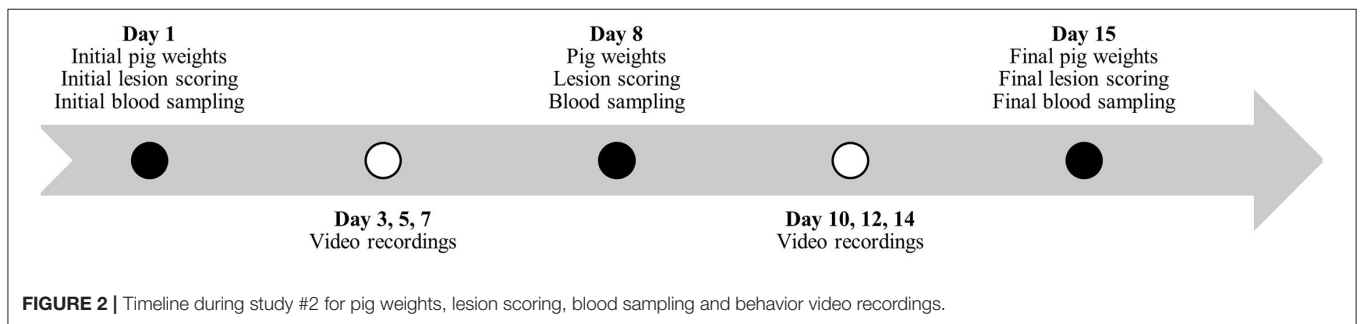 Day 1
Initial pig weights
Initial lesion scoring
Initial blood sampling
Day 8
Pig weights
Lesion scoring
Blood sampling
Day 15
Final pig weights
Final lesion scoring
Final blood sampling
Day 3, 5, 7
Video recordings
Day 10, 12, 14
Video recordings
FIGURE 2 | Timeline during study #2 for pig weights, lesion scoring, blood sampling and behavior video recordings.